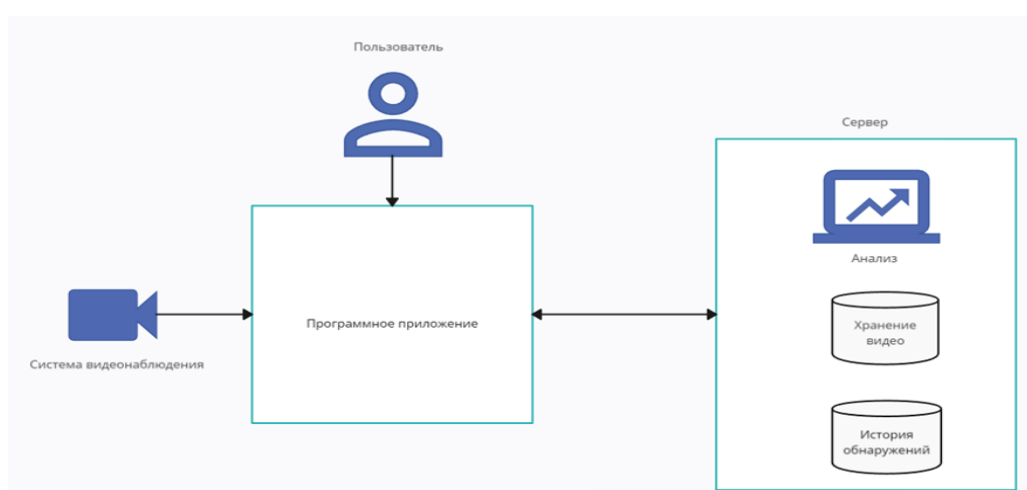 Пользователь
Сервер
Анализ
Программное приложение
Хранение
видео
Система видеонаблюдения
История
обнаружений